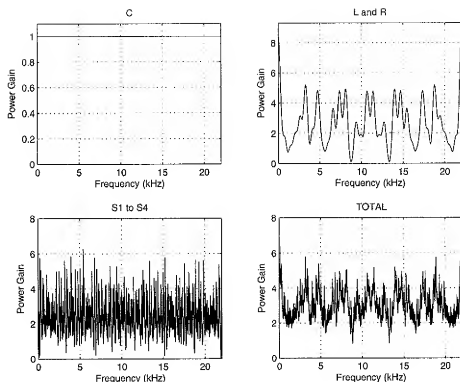 C
Power Gain
1
0.8
0.6
0.4
0.2
0
0 5 10 15 20
Frequency (kHz)
L and R
Power Gain
8
6
4
2
0
0 5 10 15 20
Frequency (kHz)
S1 to S4
Power Gain
8
6
4
2
0
0 5 10 15 20
Frequency (kHz)
TOTAL
Power Gain
8
6
4
2
0
0 5 10 15 20
Frequency (kHz)